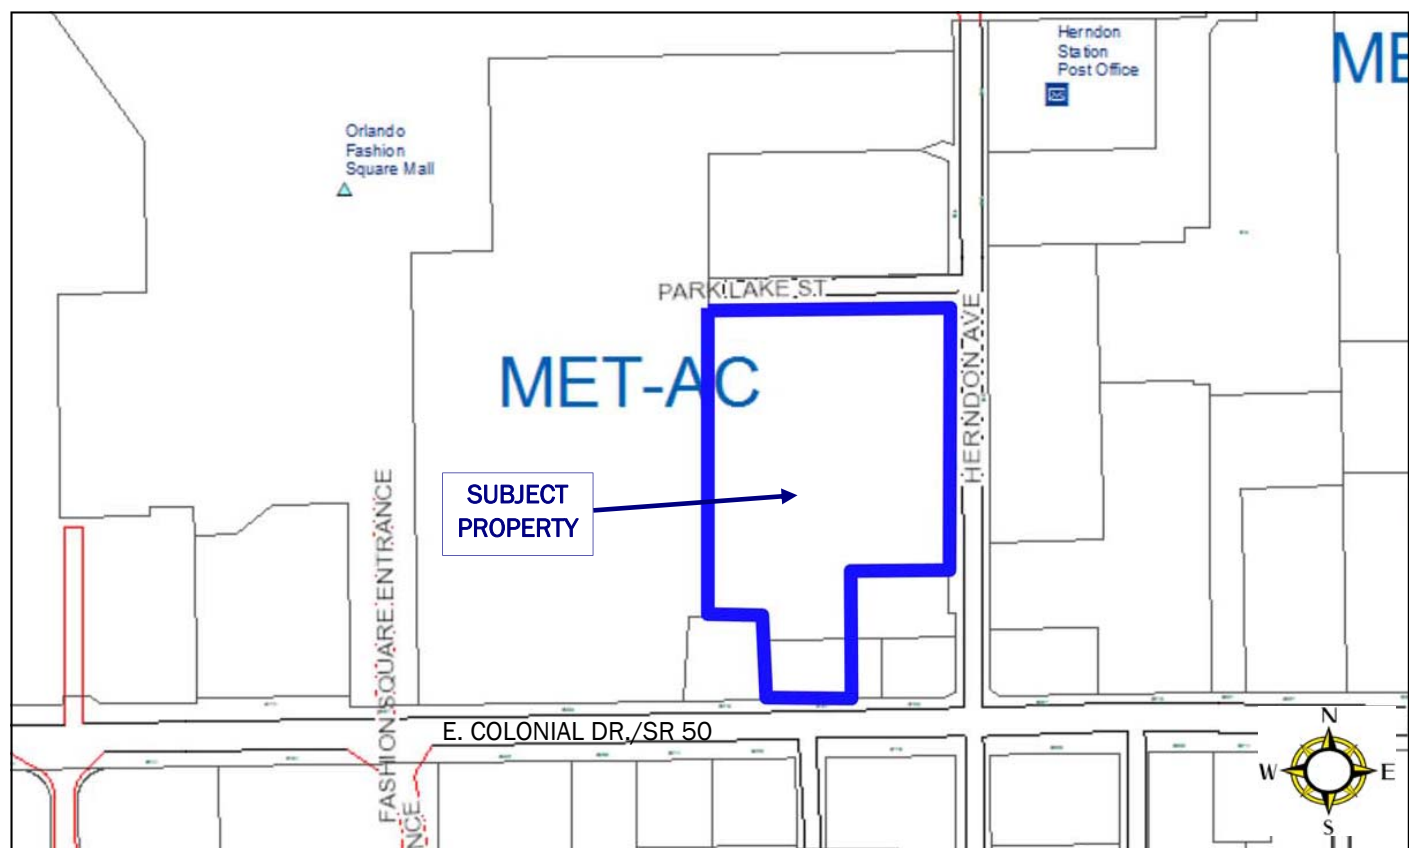 Herndon
Station
Post Office
ME
Orlando
Fashion
Square Mall
PARK LAKE ST
HERNDON AVE
MET-AC
SUBJECT
PROPERTY
FASHION SQUARE ENTRANCE
E. COLONIAL DR./SR 50
NCE
N
W
E
S